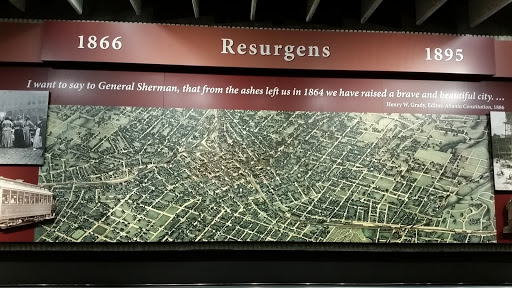 1866
Resurgens
1895
I want to say to General Sherman, that from the ashes left us in 1864 we have raised a brave and beautiful city. ...
Henry W. Grady, Editor, Atlanta Constitution, 1886